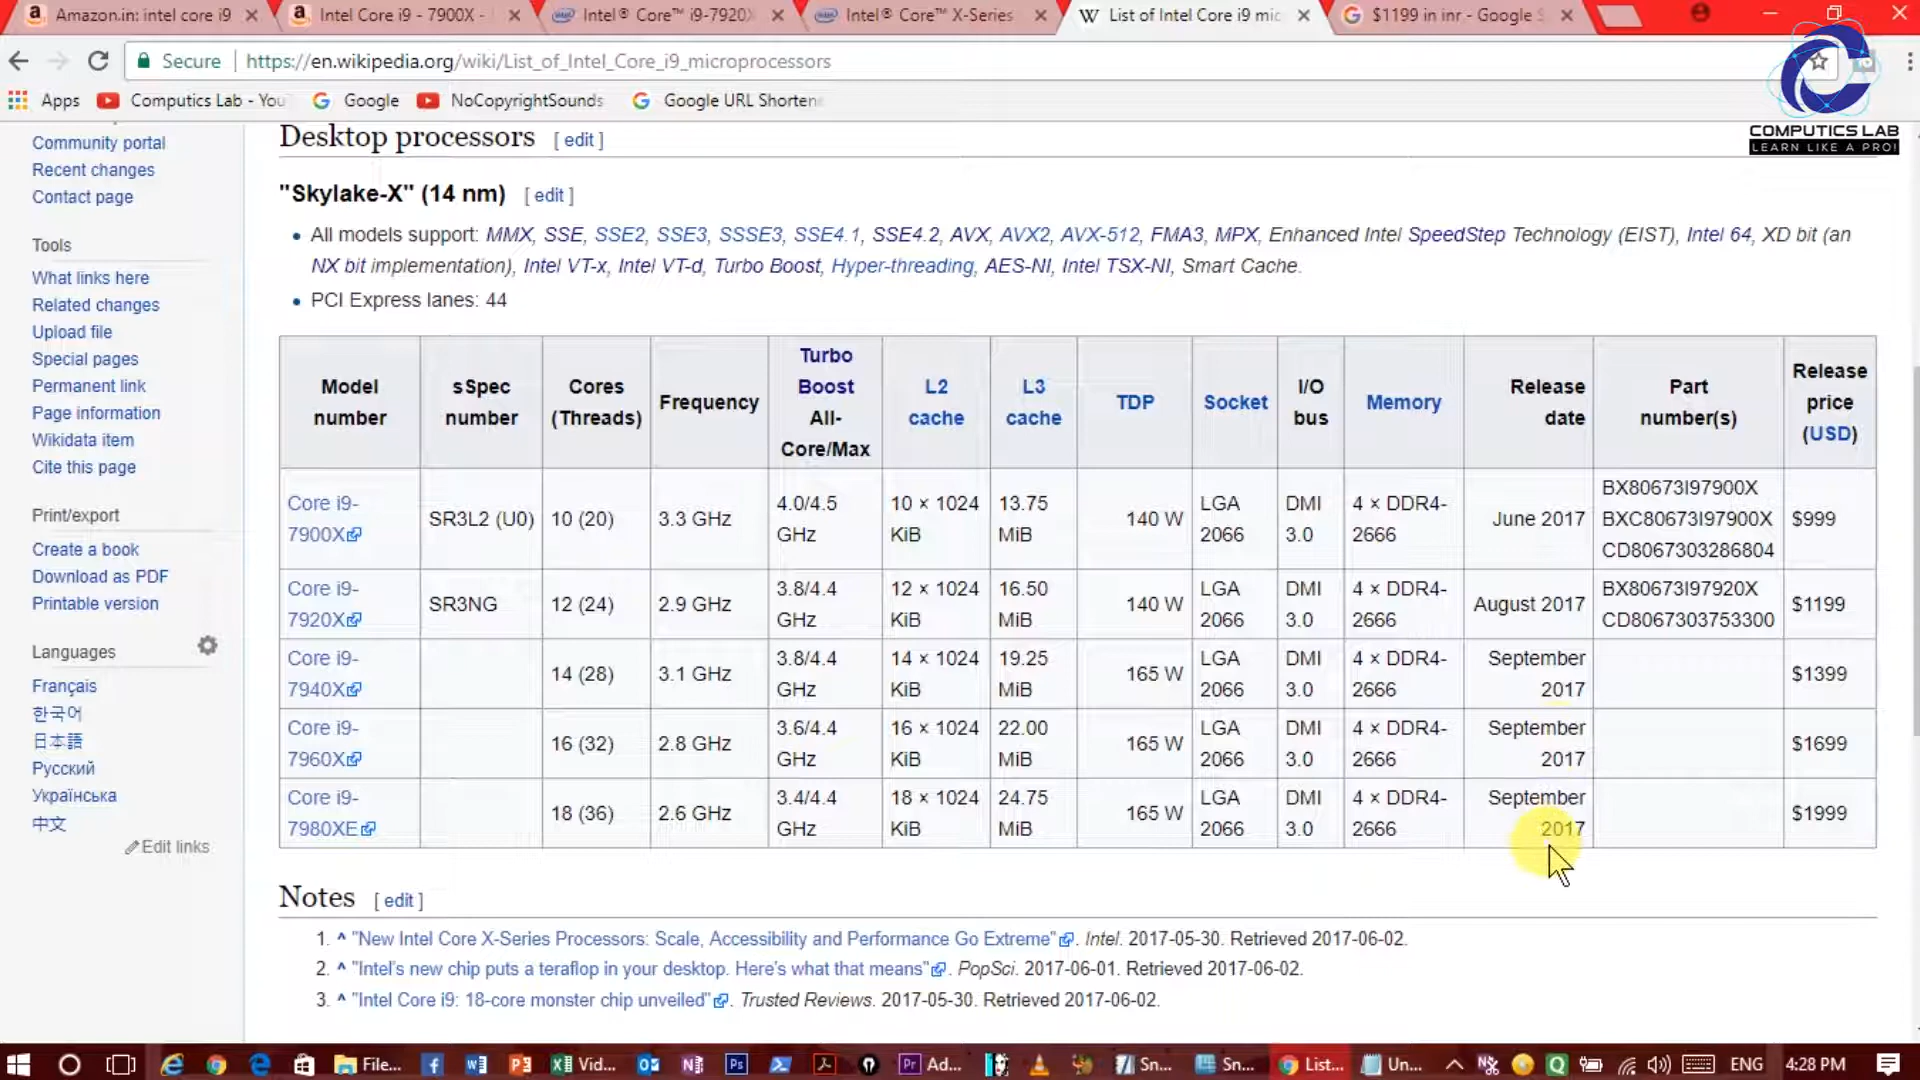 Amazon.in: intel core i9
Intel Core i9 - 7900X -
Intel® Core™ i9-7920X
Intel® Core™ X-Series
List of Intel Core i9 mic
$1199 in inr - Google S
Secure
https://en.wikipedia.org/wiki/List_of_Intel_Core_i9_microprocessors
Apps
Computics Lab - You
Google
NoCopyrightSounds
Google URL Shorten
COMPUTICS LAB
LEARN LIKE A PRO!
Community portal
Recent changes
Contact page
Tools
What links here
Related changes
Upload file
Special pages
Permanent link
Page information
Wikidata item
Cite this page
Print/export
Create a book
Download as PDF
Printable version
Languages
Français
한국어
日本語
Русский
Українська
中文
Edit links
Desktop processors [ edit ]
"Skylake-X" (14 nm) [ edit ]
• All models support: MMX, SSE, SSE2, SSE3, SSSE3, SSE4.1, SSE4.2, AVX, AVX2, AVX-512, FMA3, MPX, Enhanced Intel SpeedStep Technology (EIST), Intel 64, XD bit (an
NX bit implementation), Intel VT-x, Intel VT-d, Turbo Boost, Hyper-threading, AES-NI, Intel TSX-NI, Smart Cache.
• PCI Express lanes: 44
Model number | sSpec number | Cores (Threads) | Frequency | Turbo Boost All-Core/Max | L2 cache | L3 cache | TDP | Socket | I/O bus | Memory | Release date | Part number(s) | Release price (USD)
Core i9-7900X | SR3L2 (U0) | 10 (20) | 3.3 GHz | 4.0/4.5 GHz | 10 × 1024 KiB | 13.75 MiB | 140 W | LGA 2066 | DMI 3.0 | 4 × DDR4-2666 | June 2017 | BX80673I97900X BXC80673I97900X CD8067303286804 | $999
Core i9-7920X | SR3NG | 12 (24) | 2.9 GHz | 3.8/4.4 GHz | 12 × 1024 KiB | 16.50 MiB | 140 W | LGA 2066 | DMI 3.0 | 4 × DDR4-2666 | August 2017 | BX80673I97920X CD8067303753300 | $1199
Core i9-7940X | 14 (28) | 3.1 GHz | 3.8/4.4 GHz | 14 × 1024 KiB | 19.25 MiB | 165 W | LGA 2066 | DMI 3.0 | 4 × DDR4-2666 | September 2017 | $1399
Core i9-7960X | 16 (32) | 2.8 GHz | 3.6/4.4 GHz | 16 × 1024 KiB | 22.00 MiB | 165 W | LGA 2066 | DMI 3.0 | 4 × DDR4-2666 | September 2017 | $1699
Core i9-7980XE | 18 (36) | 2.6 GHz | 3.4/4.4 GHz | 18 × 1024 KiB | 24.75 MiB | 165 W | LGA 2066 | DMI 3.0 | 4 × DDR4-2666 | September 2017 | $1999
Notes [ edit ]
1. ^ "New Intel Core X-Series Processors: Scale, Accessibility and Performance Go Extreme". Intel. 2017-05-30. Retrieved 2017-06-02.
2. ^ "Intel's new chip puts a teraflop in your desktop. Here's what that means". PopSci. 2017-06-01. Retrieved 2017-06-02.
3. ^ "Intel Core i9: 18-core monster chip unveiled". Trusted Reviews. 2017-05-30. Retrieved 2017-06-02.
File...
Vid...
Ad...
Sn...
Sn...
List...
Un...
ENG
4:28 PM